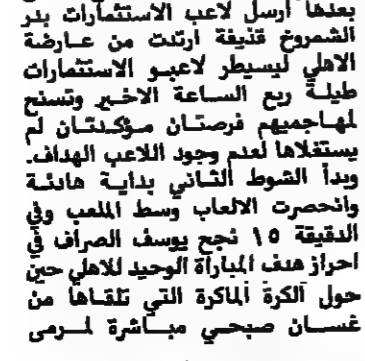 بعدها ارسل لاعب الاستثمارات بدر
الشمروخ قذيفة ارتدت من عارضة
الاهلي ليسيطر لاعبو الاستثمارات
طيلة ربع الساعة الاخير وتسنح
لمهاجميهم فرصتان مؤكدتان لم
يستغلاها لعدم وجود اللاعب الهداف.
وبدأ الشوط الثاني بداية هادئة
وانحصرت الالعاب وسط الملعب وفي
الدقيقة ١٥ نجح يوسف الصراف في
احراز هدف المباراة الوحيد للاهلي حين
حول الكرة الماكرة التي تلقاها من
غسان صبحي مباشرة لمرمى